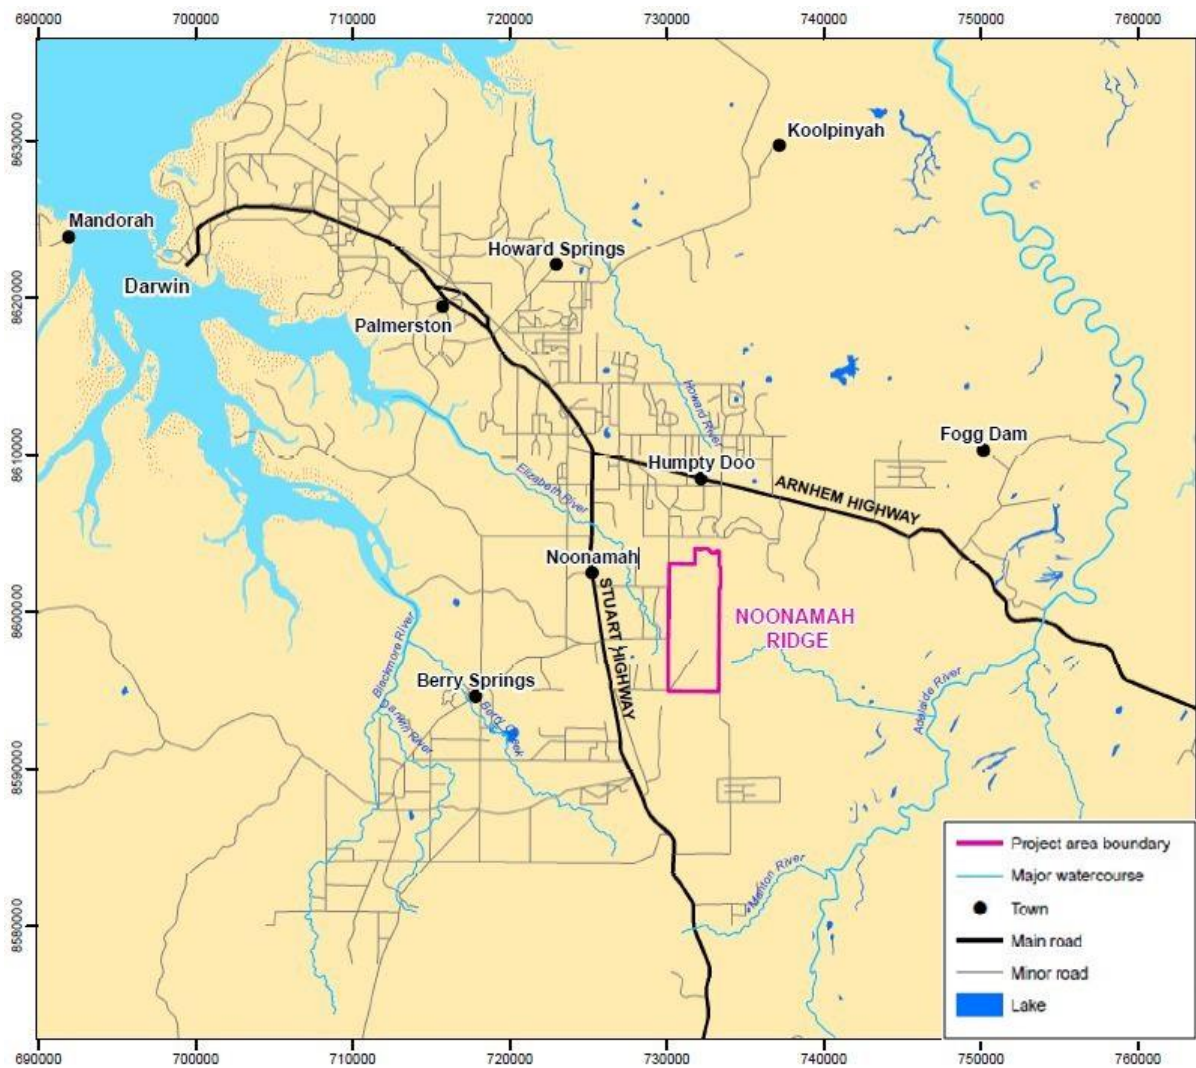 690000
700000
710000
720000
730000
740000
750000
760000
8630000
8620000
8610000
8600000
8590000
8580000
Koolpinyah
Mandorah
Howard Springs
Darwin
Palmerston
Howard River
Fogg Dam
Humpty Doo
Elizabeth River
ARNHEM HIGHWAY
Noonamah
STUART HIGHWAY
NOONAMAH
RIDGE
Blackmore River
Berry Springs
Berry Creek
Darwin River
Adelaide River
Manton River
Project area boundary
Major watercourse
Town
Main road
Minor road
Lake
690000
700000
710000
720000
730000
740000
750000
760000